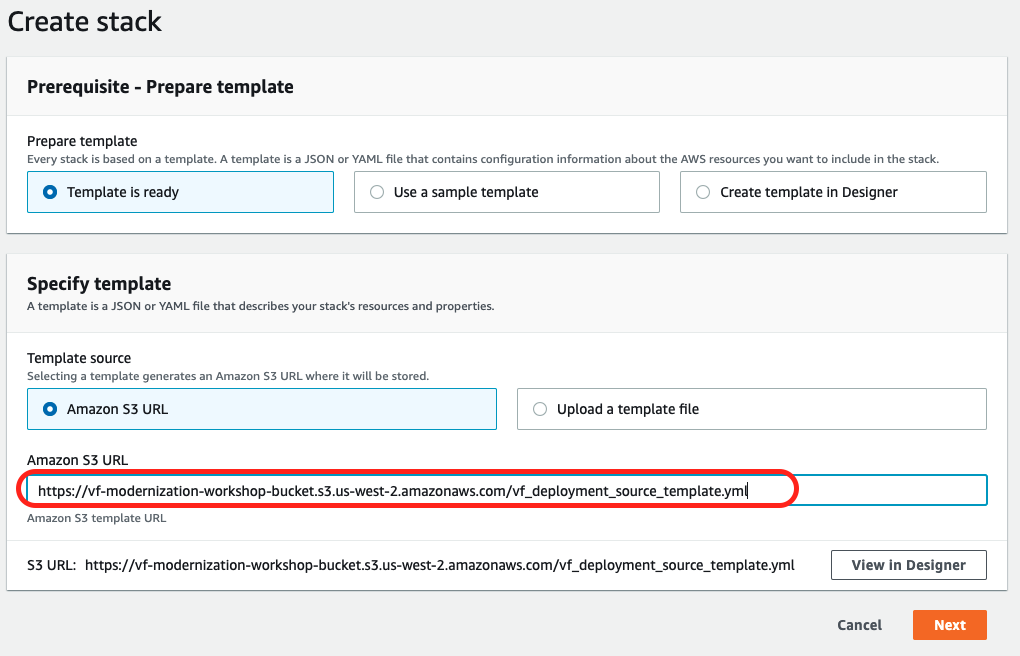 Create stack
Prerequisite - Prepare template
Prepare template
Every stack is based on a template. A template is a JSON or YAML file that contains configuration information about the AWS resources you want to include in the stack.
Template is ready
Use a sample template
Create template in Designer
Specify template
A template is a JSON or YAML file that describes your stack's resources and properties.
Template source
Selecting a template generates an Amazon S3 URL where it will be stored.
Amazon S3 URL
Upload a template file
Amazon S3 URL
https://vf-modernization-workshop-bucket.s3.us-west-2.amazonaws.com/vf_deployment_source_template.yml
Amazon S3 template URL
S3 URL: https://vf-modernization-workshop-bucket.s3.us-west-2.amazonaws.com/vf_deployment_source_template.yml
View in Designer
Cancel
Next